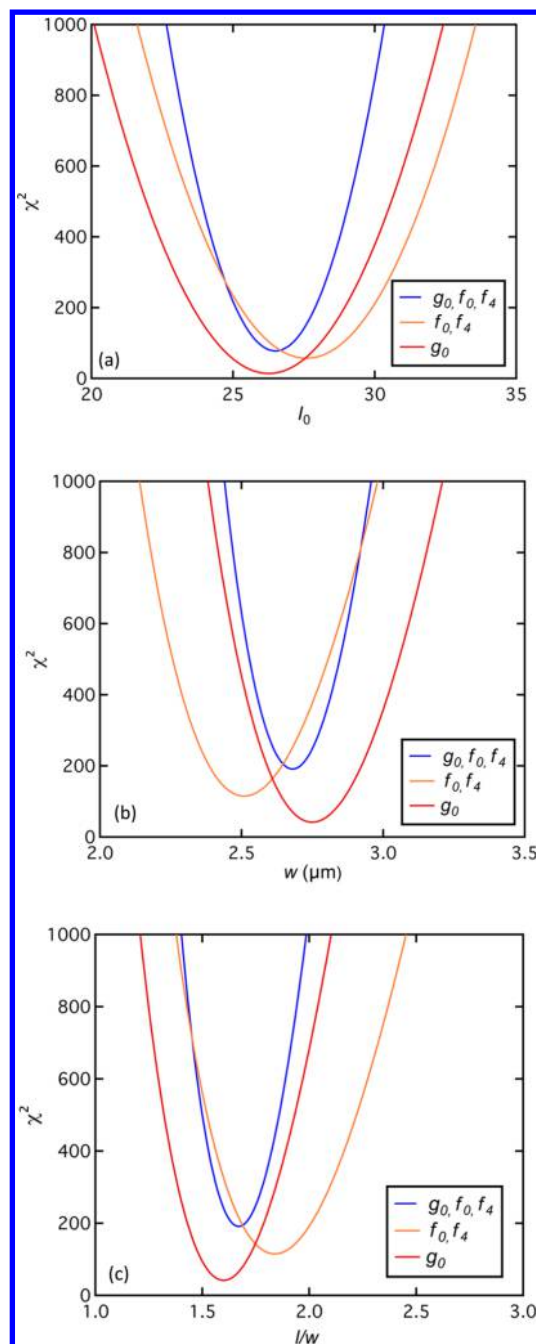 1000
800
600
400
200
0
χ²
(a)
g₀, f₀, f₄
f₀, f₄
g₀
20 25 30 35
l₀
1000
800
600
400
200
0
χ²
(b)
g₀, f₀, f₄
f₀, f₄
g₀
2.0 2.5 3.0 3.5
w (μm)
1000
800
600
400
200
0
χ²
(c)
g₀, f₀, f₄
f₀, f₄
g₀
1.0 1.5 2.0 2.5 3.0
l/w